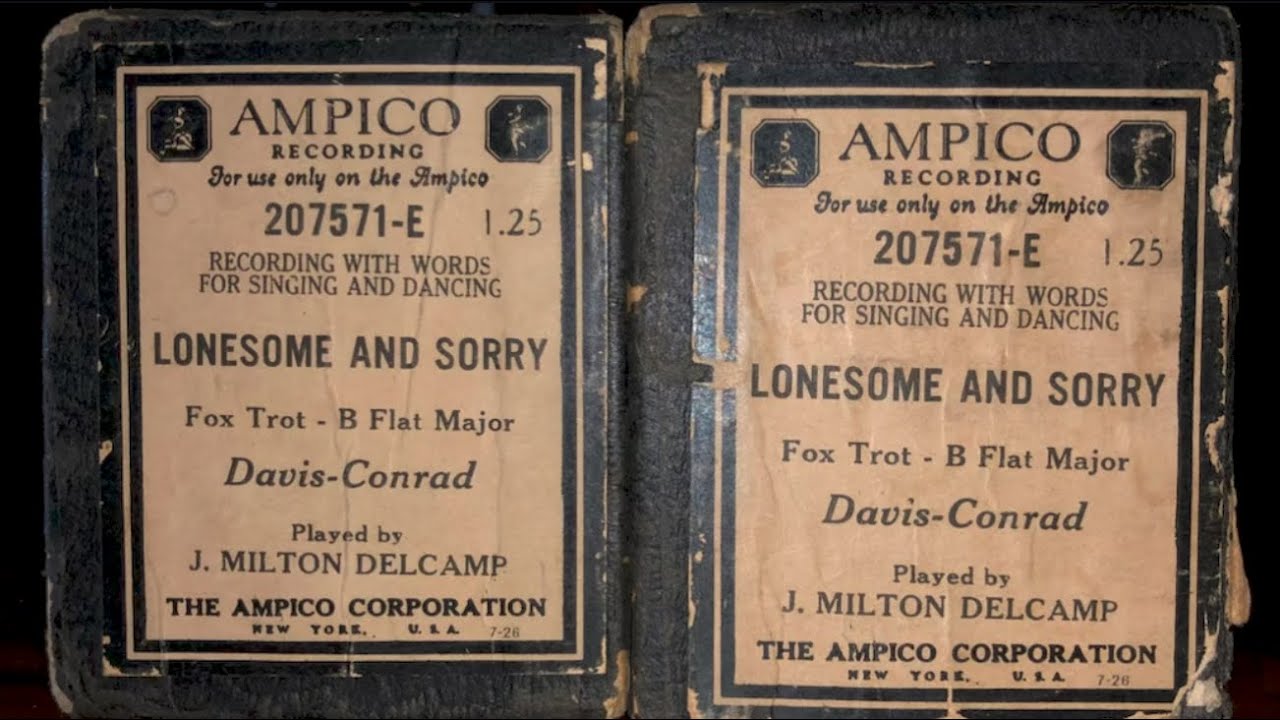 AMPICO
RECORDING
For use only on the Ampico
207571-E 1.25
RECORDING WITH WORDS
FOR SINGING AND DANCING
LONESOME AND SORRY
Fox Trot - B Flat Major
Davis-Conrad
Played by
J. MILTON DELCAMP
THE AMPICO CORPORATION
NEW YORK, U.S.A. 7-26
AMPICO
RECORDING
For use only on the Ampico
207571-E 1.25
RECORDING WITH WORDS
FOR SINGING AND DANCING
LONESOME AND SORRY
Fox Trot - B Flat Major
Davis-Conrad
Played by
J. MILTON DELCAMP
THE AMPICO CORPORATION
NEW YORK, U.S.A. 7-26